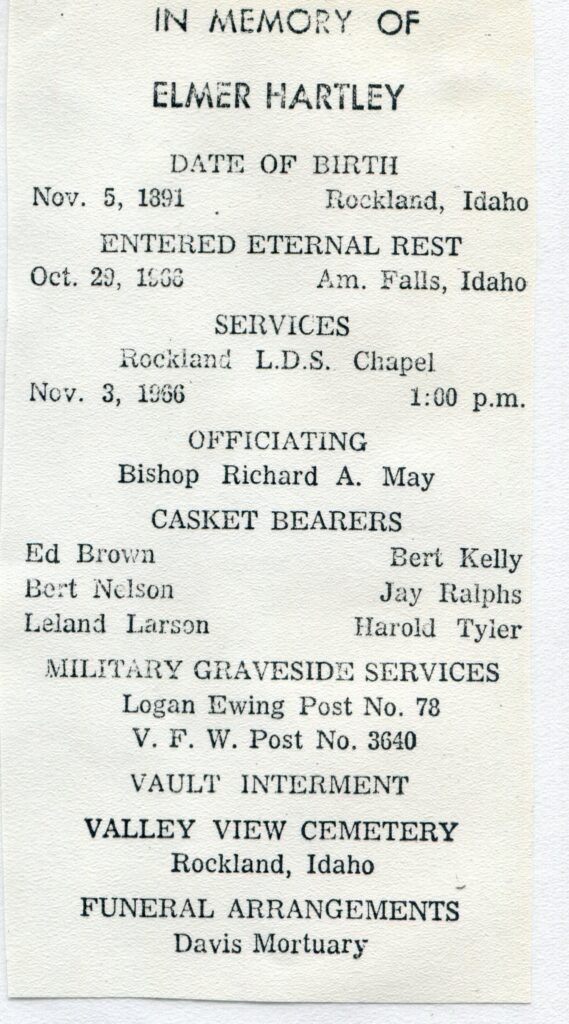 IN MEMORY OF
ELMER HARTLEY
DATE OF BIRTH
Nov. 5, 1891 Rockland, Idaho
ENTERED ETERNAL REST
Oct. 29, 1966 Am. Falls, Idaho
SERVICES
Rockland L.D.S. Chapel
Nov. 3, 1966 1:00 p.m.
OFFICIATING
Bishop Richard A. May
CASKET BEARERS
Ed Brown Bert Kelly
Bert Nelson Jay Ralphs
Leland Larson Harold Tyler
MILITARY GRAVESIDE SERVICES
Logan Ewing Post No. 78
V. F. W. Post No. 3640
VAULT INTERMENT
VALLEY VIEW CEMETERY
Rockland, Idaho
FUNERAL ARRANGEMENTS
Davis Mortuary